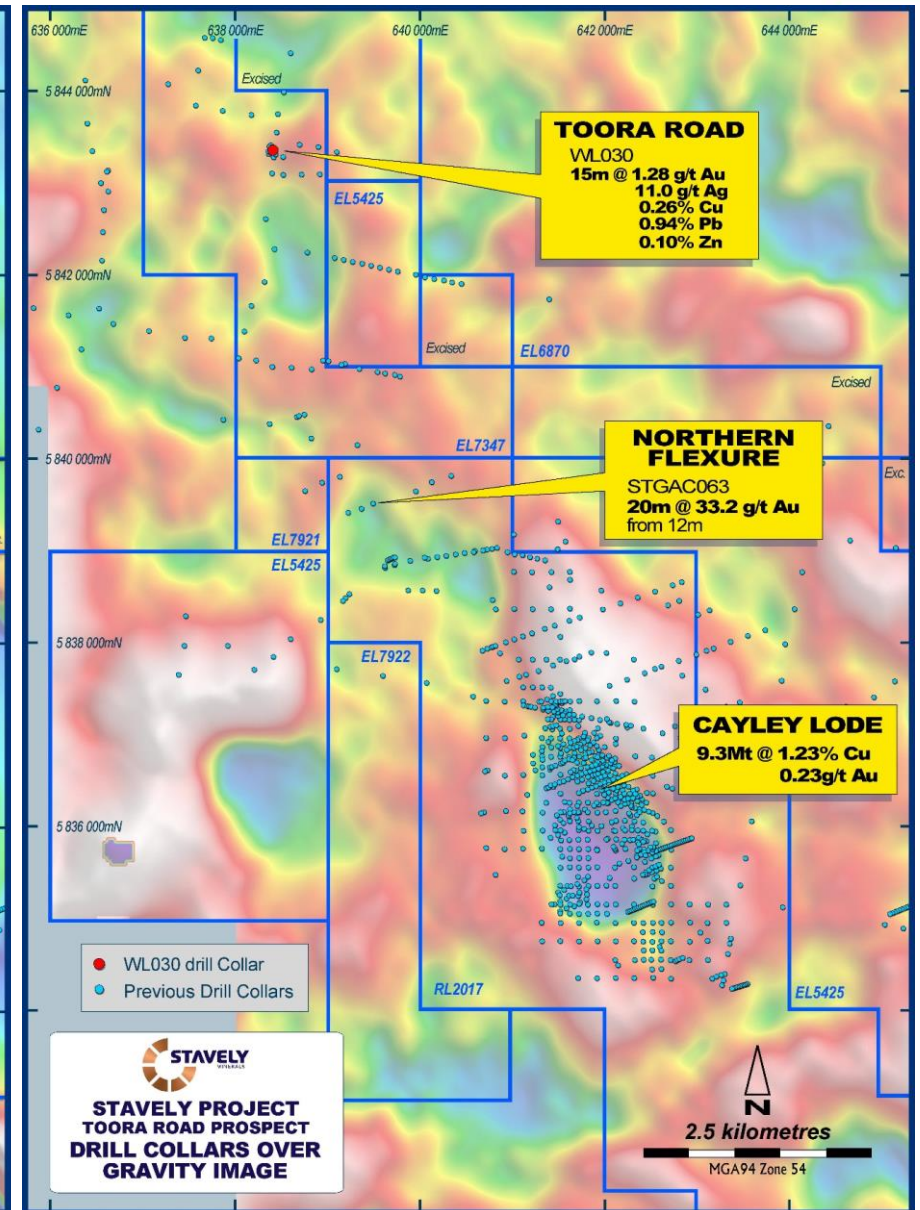 636 000mE
638 000mE
640 000mE
642 000mE
644 000mE
5 844 000mN
Excised
TOORA ROAD
WL030
15m @ 1.28 g/t Au
11.0 g/t Ag
0.26% Cu
0.94% Pb
0.10% Zn
EL5425
5 842 000mN
Excised
EL6870
Excised
5 840 000mN
EL7347
NORTHERN
FLEXURE
STGAC063
20m @ 33.2 g/t Au
from 12m
Exc.
EL7921
EL5425
5 838 000mN
EL7922
CAYLEY LODE
9.3Mt @ 1.23% Cu
0.23g/t Au
5 836 000mN
WL030 drill Collar
Previous Drill Collars
RL2017
EL5425
STAVELY
MINERALS
STAVELY PROJECT
TOORA ROAD PROSPECT
DRILL COLLARS OVER
GRAVITY IMAGE
N
2.5 kilometres
MGA94 Zone 54